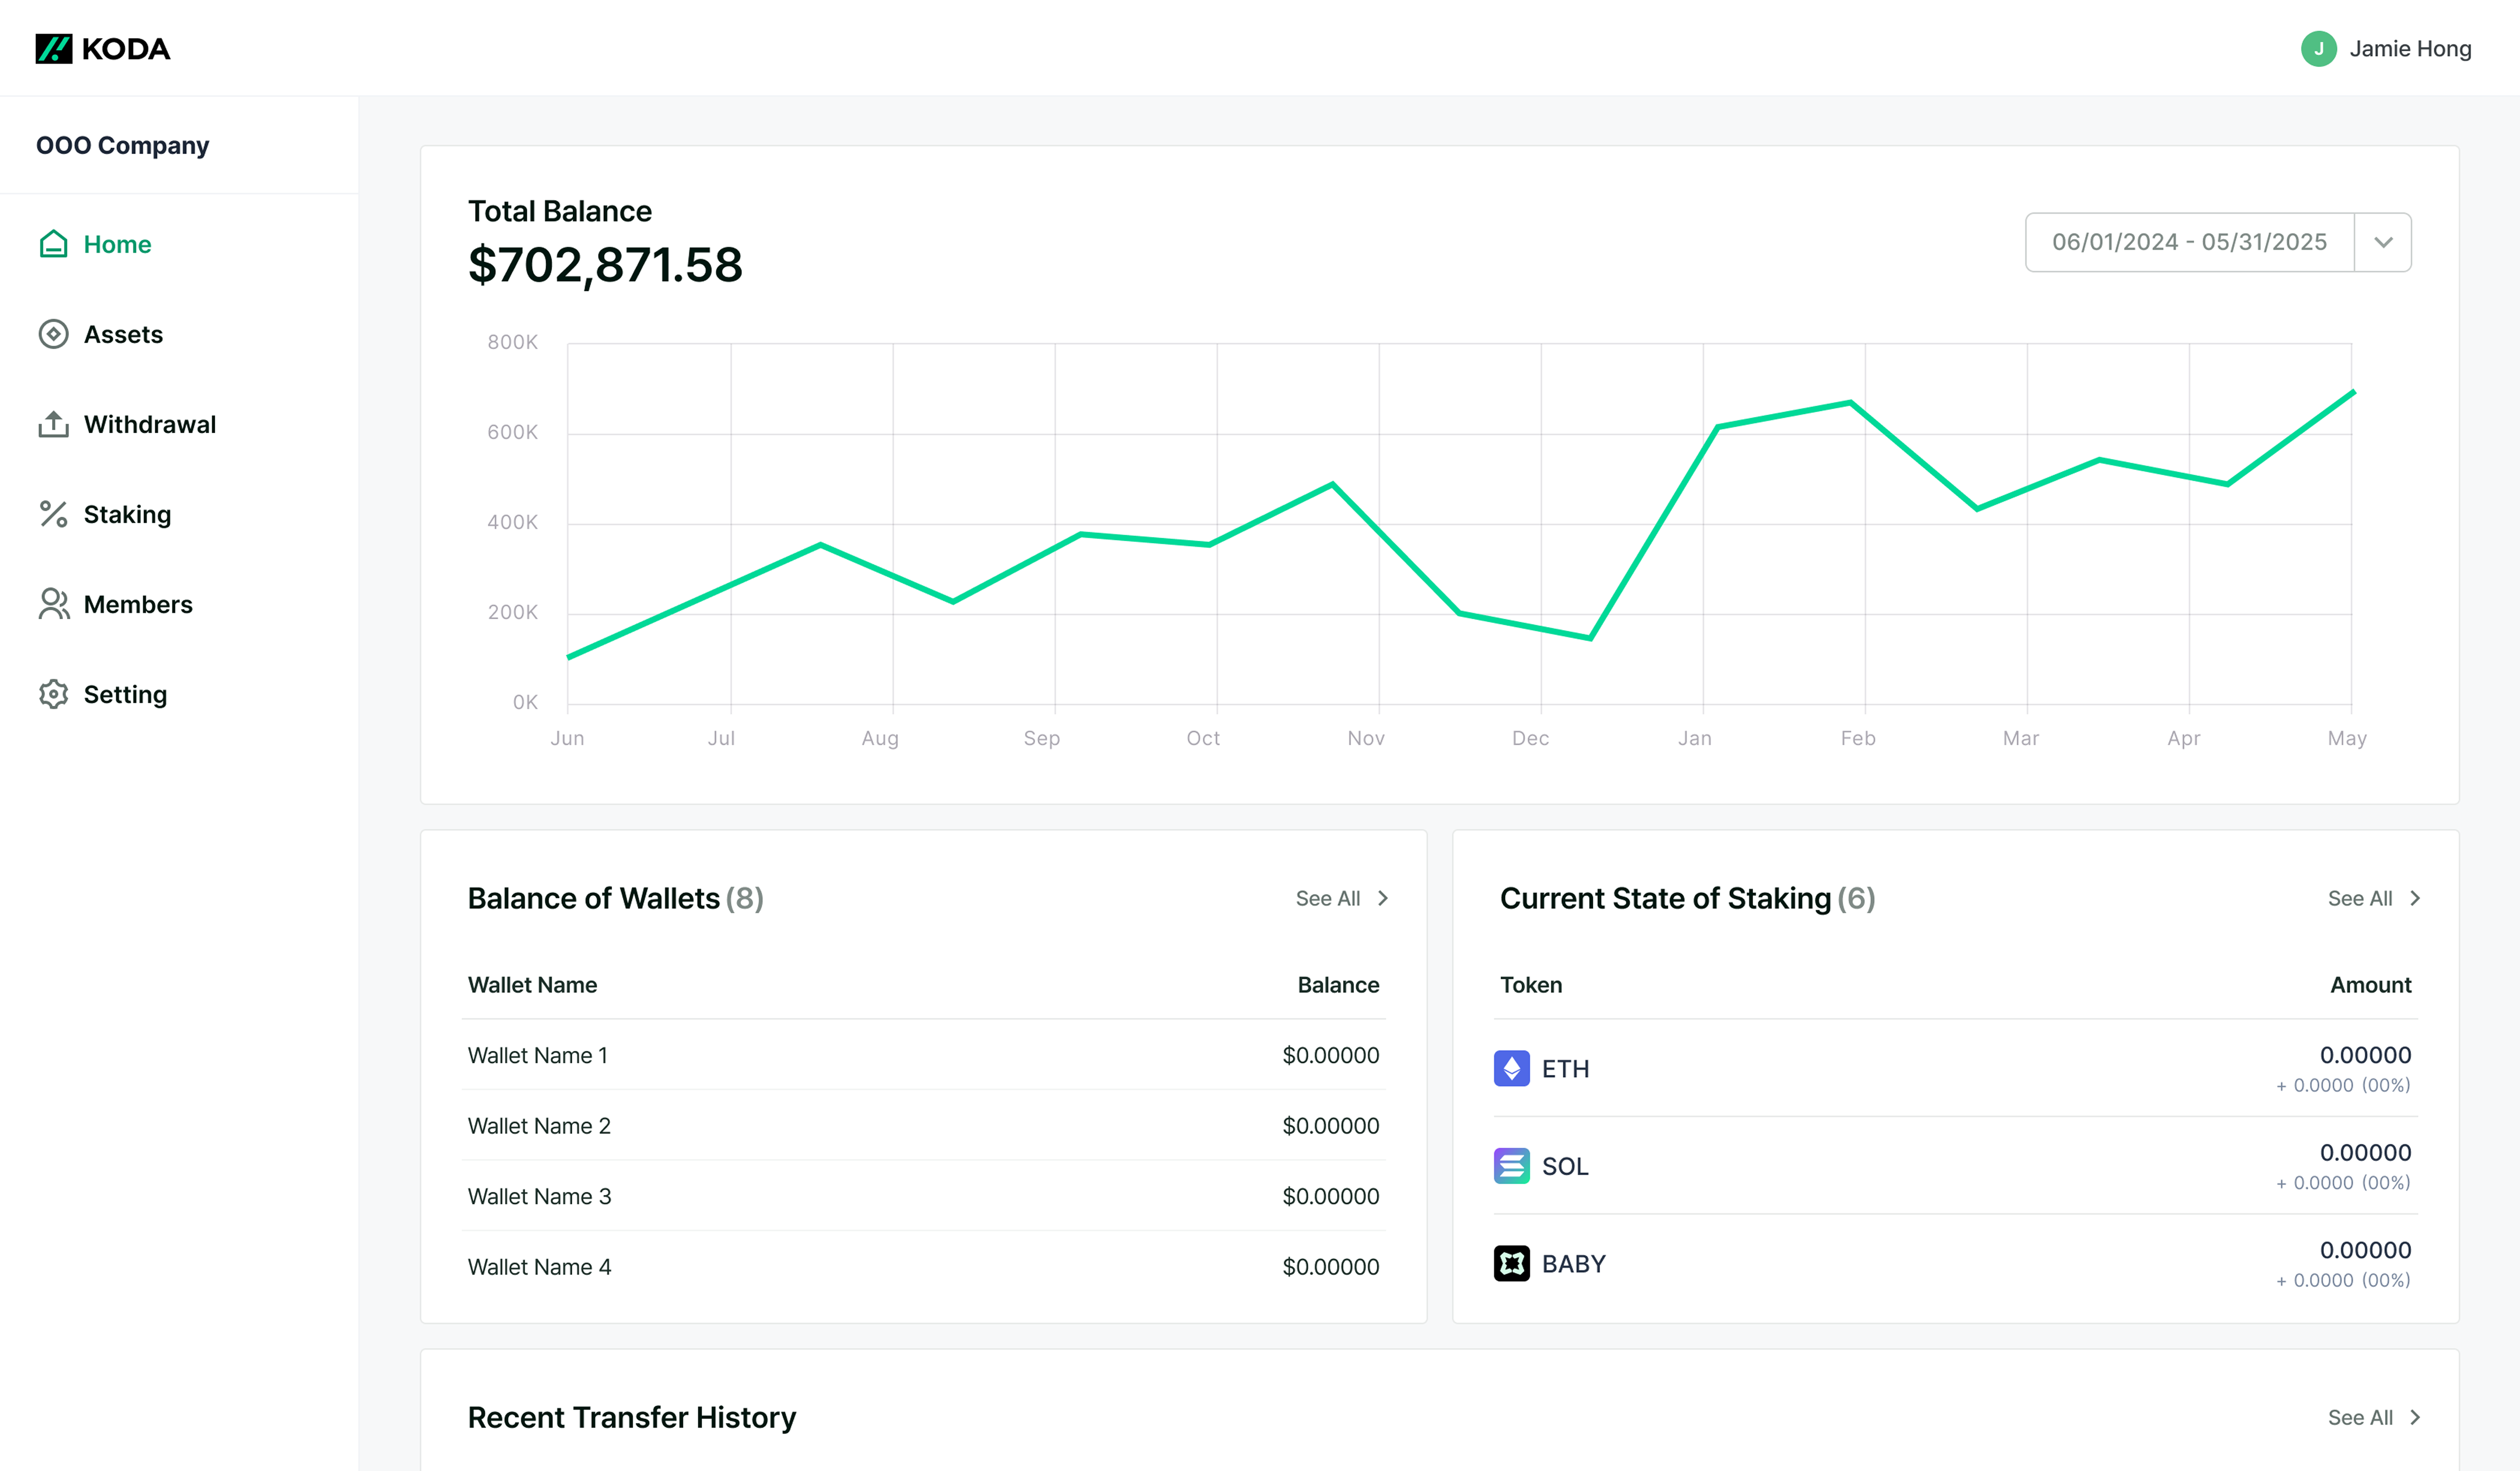 KODA
J
Jamie Hong
OOO Company
Home
Assets
Withdrawal
Staking
Members
Setting
Total Balance
$702,871.58
06/01/2024 - 05/31/2025
800K
600K
400K
200K
0K
Jun Jul Aug Sep Oct Nov Dec Jan Feb Mar Apr May
Balance of Wallets (8)
See All
Wallet Name Balance
Wallet Name 1 $0.00000
Wallet Name 2 $0.00000
Wallet Name 3 $0.00000
Wallet Name 4 $0.00000
Current State of Staking (6)
See All
Token Amount
ETH 0.00000
+ 0.0000 (00%)
SOL 0.00000
+ 0.0000 (00%)
BABY 0.00000
+ 0.0000 (00%)
Recent Transfer History
See All